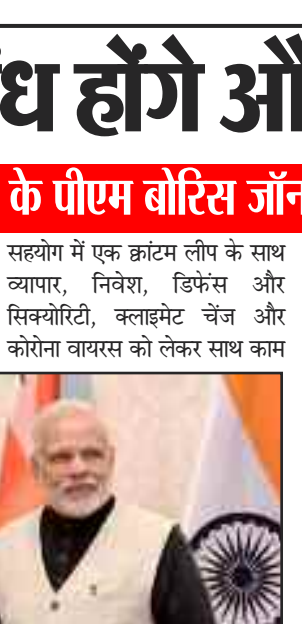 होंगे
के पीएम बोरिस
सहयोग में एक क्वांटम लीप के साथ
व्यापार, निवेश, डिफेंस और
सिक्योरिटी, क्लाइमेट चेंज और
कोरोना वायरस को लेकर साथ काम